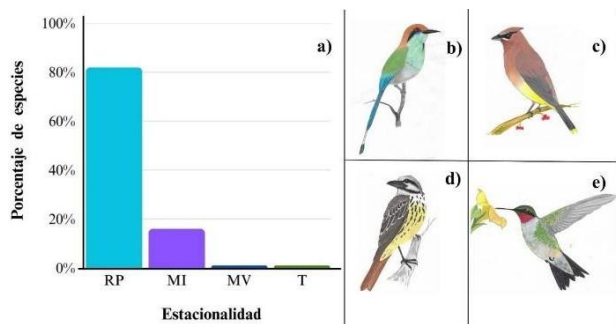 100%
a)
80%
60%
40%
20%
0%
Porcentaje de especies
RP
MI
MV
T
Estacionalidad
b)
c)
d)
e)